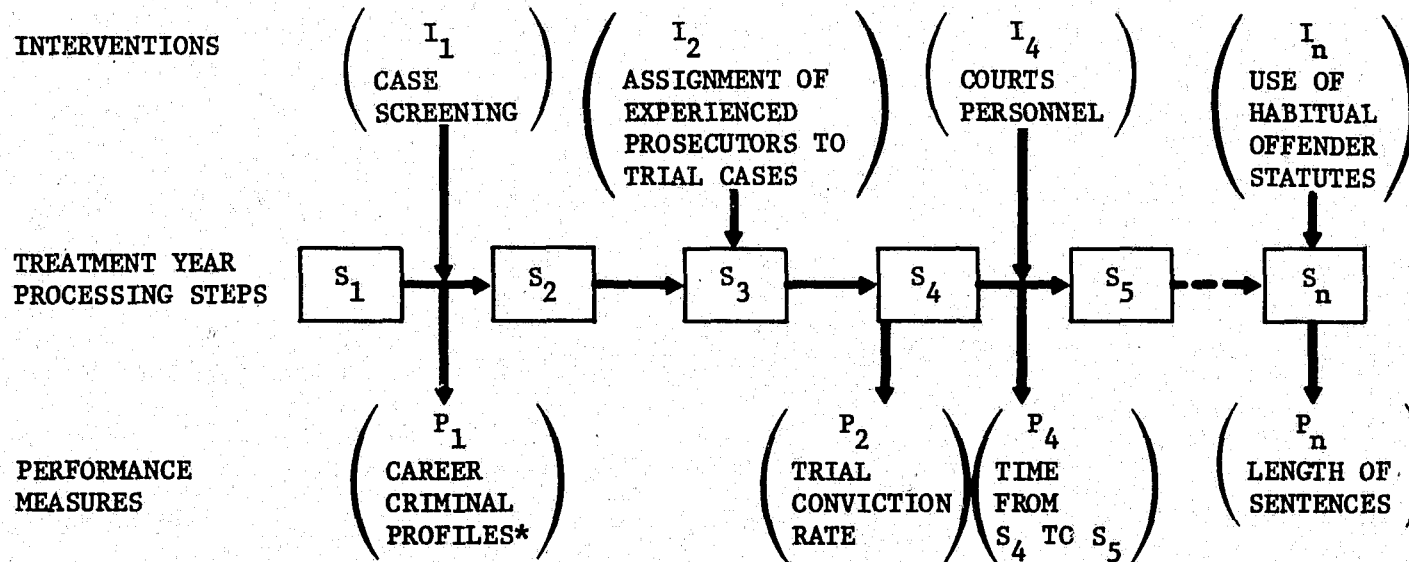 INTERVENTIONS
I1
CASE
SCREENING
I2
ASSIGNMENT OF
EXPERIENCED
PROSECUTORS TO
TRIAL CASES
I4
COURTS
PERSONNEL
In
USE OF
HABITUAL
OFFENDER
STATUTES
TREATMENT YEAR
PROCESSING STEPS
S1
S2
S3
S4
S5
Sn
PERFORMANCE
MEASURES
P1
CAREER
CRIMINAL
PROFILES*
P2
TRIAL
CONVICTION
RATE
P4
TIME
FROM
S4 TO S5
Pn
LENGTH OF
SENTENCES